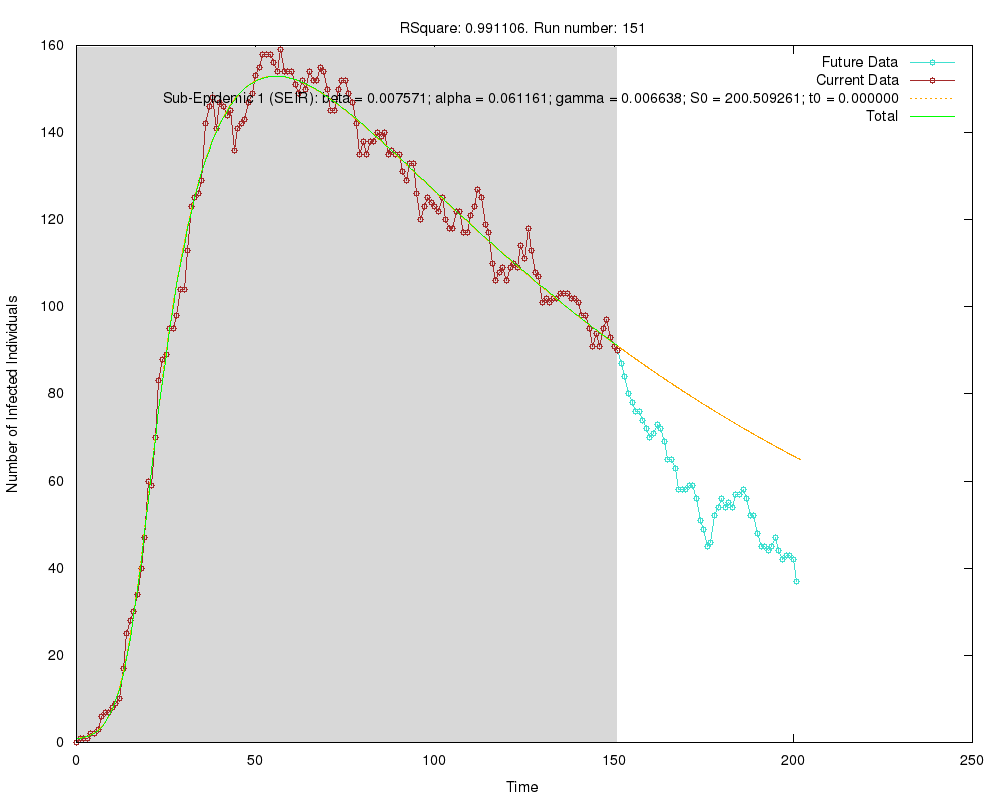 RSquare: 0.991106. Run number: 151
160
140
120
100
80
60
40
20
0
0 50 100 150 200 250
Number of Infected Individuals
Time
Future Data
Current Data
Sub-Epidemic 1 (SEIR): beta = 0.007571; alpha = 0.061161; gamma = 0.006638; S0 = 200.509261; t0 = 0.000000
Total